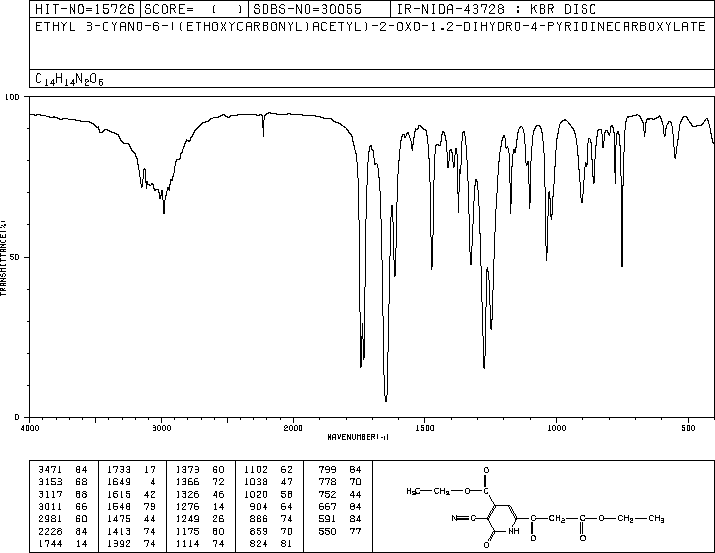 HIT-NO=15726 SCORE= ( ) SDBS-NO=30055 IR-NIDA-43728 : KBR DISC
ETHYL 3-CYANO-6-((ETHOXYCARBONYL)ACETYL)-2-OXO-1,2-DIHYDRO-4-PYRIDINECARBOXYLATE
C14H14N2O6
100
50
0
TRANSMITTANCE(%)
4000 3000 2000 1500 1000 500
WAVENUMBER(-1)
3471 84 1733 17 1373 60 1102 62 799 84
3153 68 1649 4 1366 72 1038 47 778 70
3117 68 1615 42 1326 46 1020 58 752 44
3011 66 1548 79 1276 14 904 64 667 84
2981 60 1475 44 1249 26 886 74 591 84
2228 84 1413 74 1175 60 859 70 550 77
1744 14 1392 74 1114 74 824 81
O
CH3-CH2-O-C
N≡C C-CH2-C-O-CH2-CH3
O NH O O